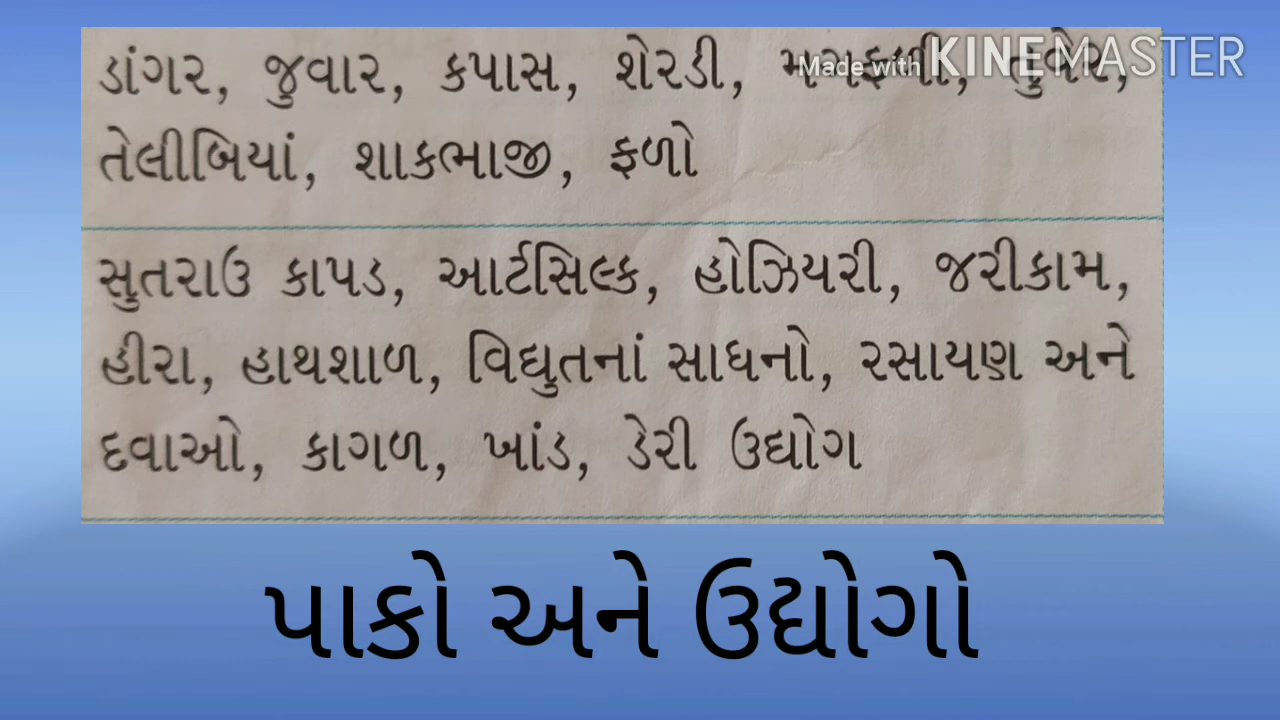 ડાંગર, જુવાર, કપાસ, શેરડી, મગફળી, તુવેર,
Made with KINEMASTER
તેલીબિયાં, શાકભાજી, ફળો
સુતરાઉ કાપડ, આર્ટસિલ્ક, હોઝિયરી, જરીકામ,
હીરા, હાથશાળ, વિદ્યુતનાં સાધનો, રસાયણ અને
દવાઓ, કાગળ, ખાંડ, ડેરી ઉદ્યોગ
પાકો અને ઉદ્યોગો